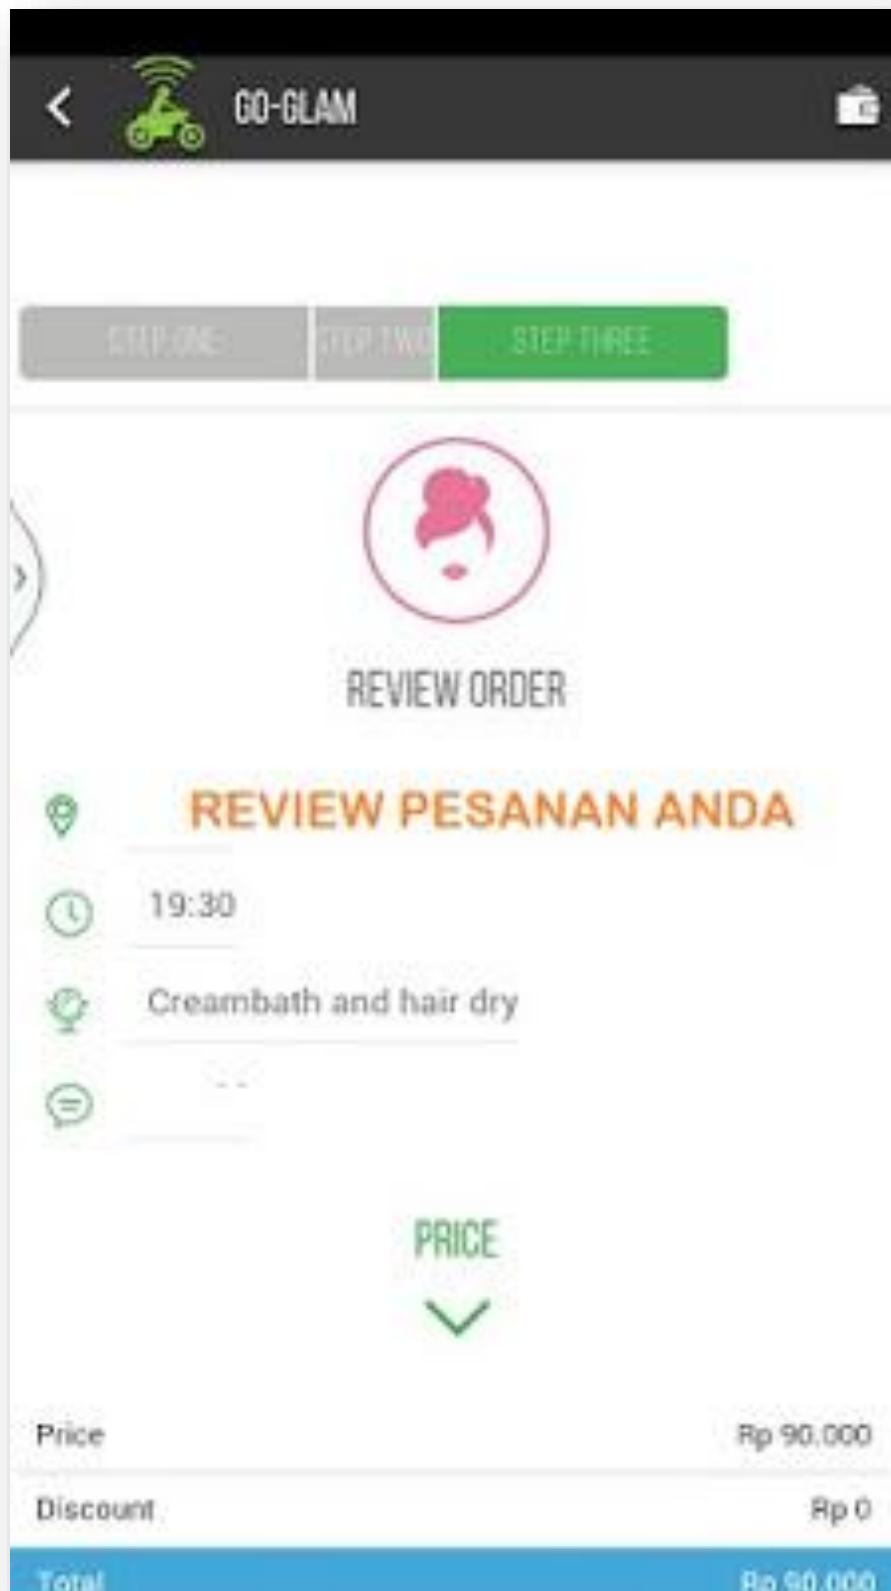 GO-GLAM
STEP ONE STEP TWO STEP THREE
REVIEW ORDER
REVIEW PESANAN ANDA
19:30
Creambath and hair dry
PRICE
Price Rp 90.000
Discount Rp 0
Total Rp 90.000